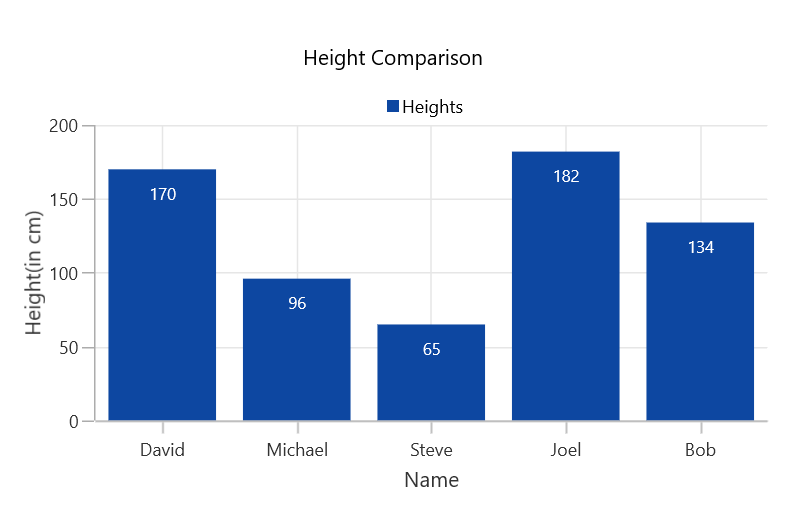 Height Comparison
Heights
200
150
100
50
0
Height(in cm)
170
96
65
182
134
David Michael Steve Joel Bob
Name